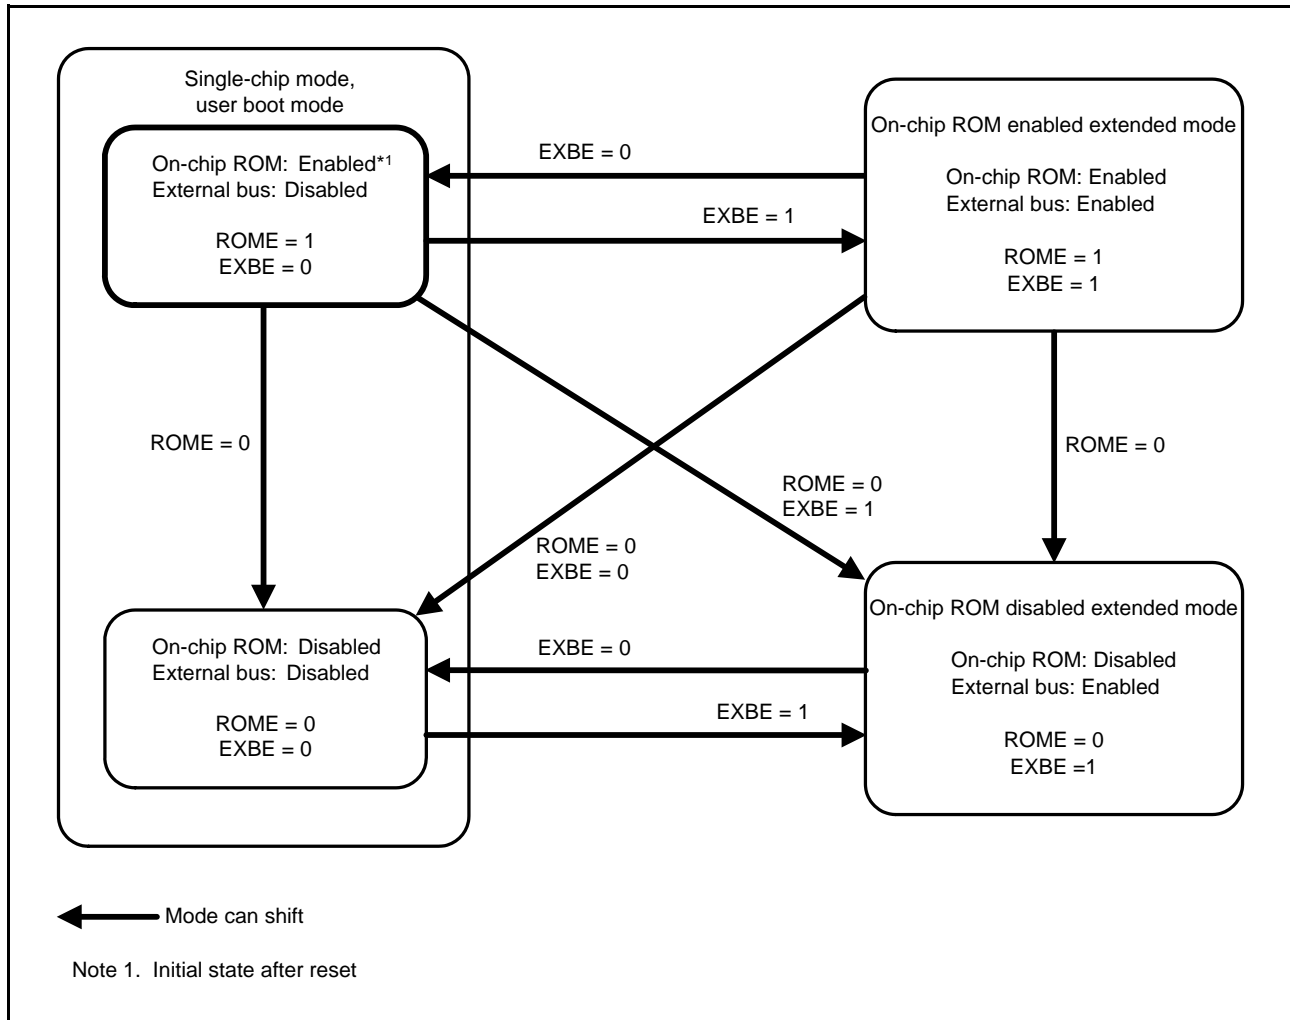 Single-chip mode,
user boot mode
On-chip ROM: Enabled*1
External bus: Disabled
ROME = 1
EXBE = 0
EXBE = 0
EXBE = 1
On-chip ROM enabled extended mode
On-chip ROM: Enabled
External bus: Enabled
ROME = 1
EXBE = 1
ROME = 0
ROME = 0
EXBE = 1
ROME = 0
EXBE = 0
ROME = 0
On-chip ROM: Disabled
External bus: Disabled
ROME = 0
EXBE = 0
EXBE = 0
EXBE = 1
On-chip ROM disabled extended mode
On-chip ROM: Disabled
External bus: Enabled
ROME = 0
EXBE =1
Mode can shift
Note 1. Initial state after reset